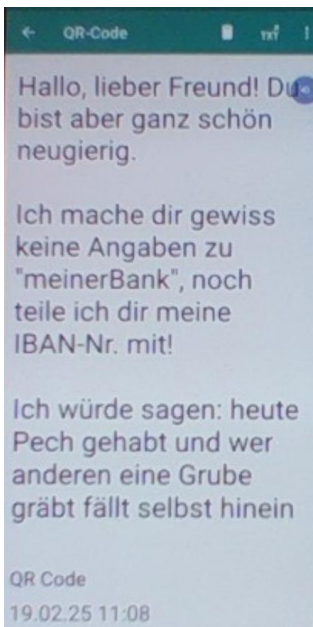 QR-Code
TXT
Hallo, lieber Freund! Du
bist aber ganz schön
neugierig.
Ich mache dir gewiss
keine Angaben zu
"meinerBank", noch
teile ich dir meine
IBAN-Nr. mit!
Ich würde sagen: heute
Pech gehabt und wer
anderen eine Grube
gräbt fällt selbst hinein
QR Code
19.02.25 11:08